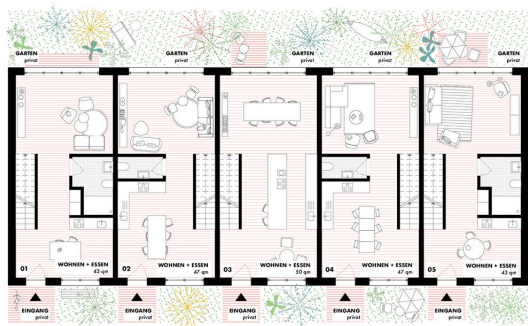 GARTEN
privat
GARTEN
privat
GARTEN
privat
GARTEN
privat
GARTEN
privat
01
WOHNEN + ESSEN
43 qm
02
WOHNEN + ESSEN
47 qm
03
WOHNEN + ESSEN
50 qm
04
WOHNEN + ESSEN
47 qm
05
WOHNEN + ESSEN
43 qm
EINGANG
privat
EINGANG
privat
EINGANG
privat
EINGANG
privat
EINGANG
privat